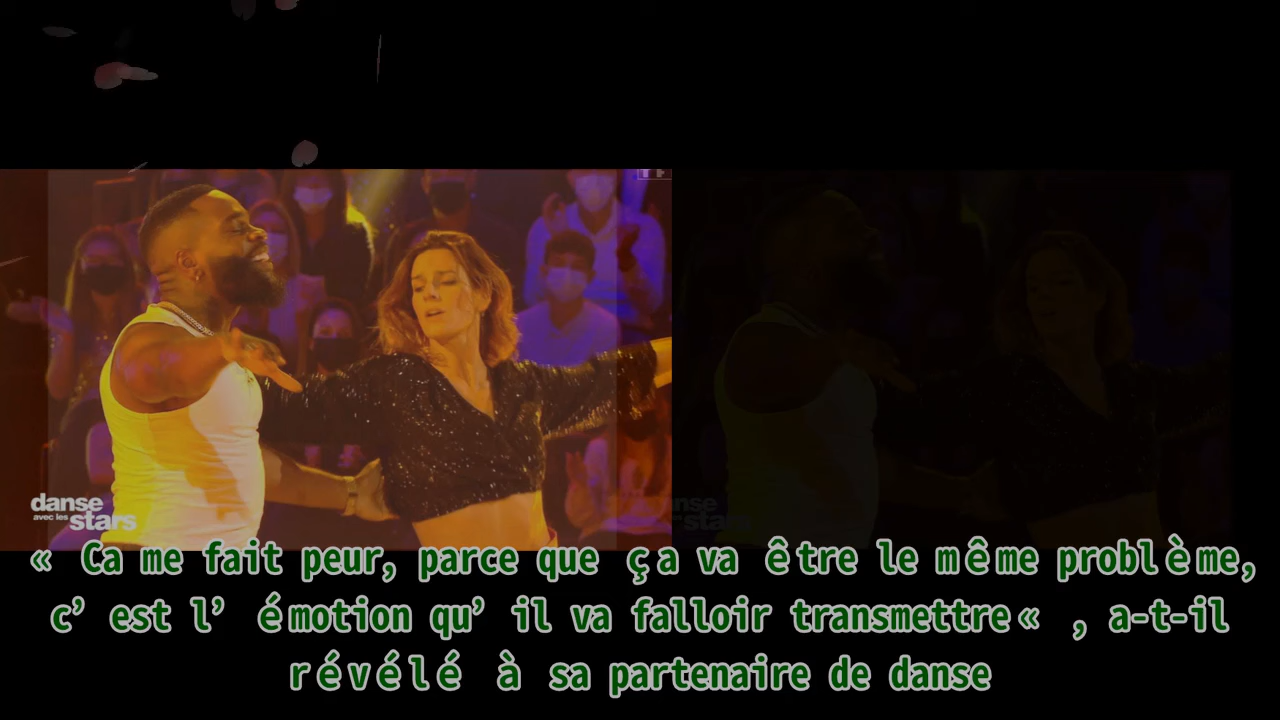 danse
avec les stars
« Ca me fait peur, parce que ça va être le même problème,
c’ est l’ émotion qu’ il va falloir transmettre« , a-t-il
révélé à sa partenaire de danse